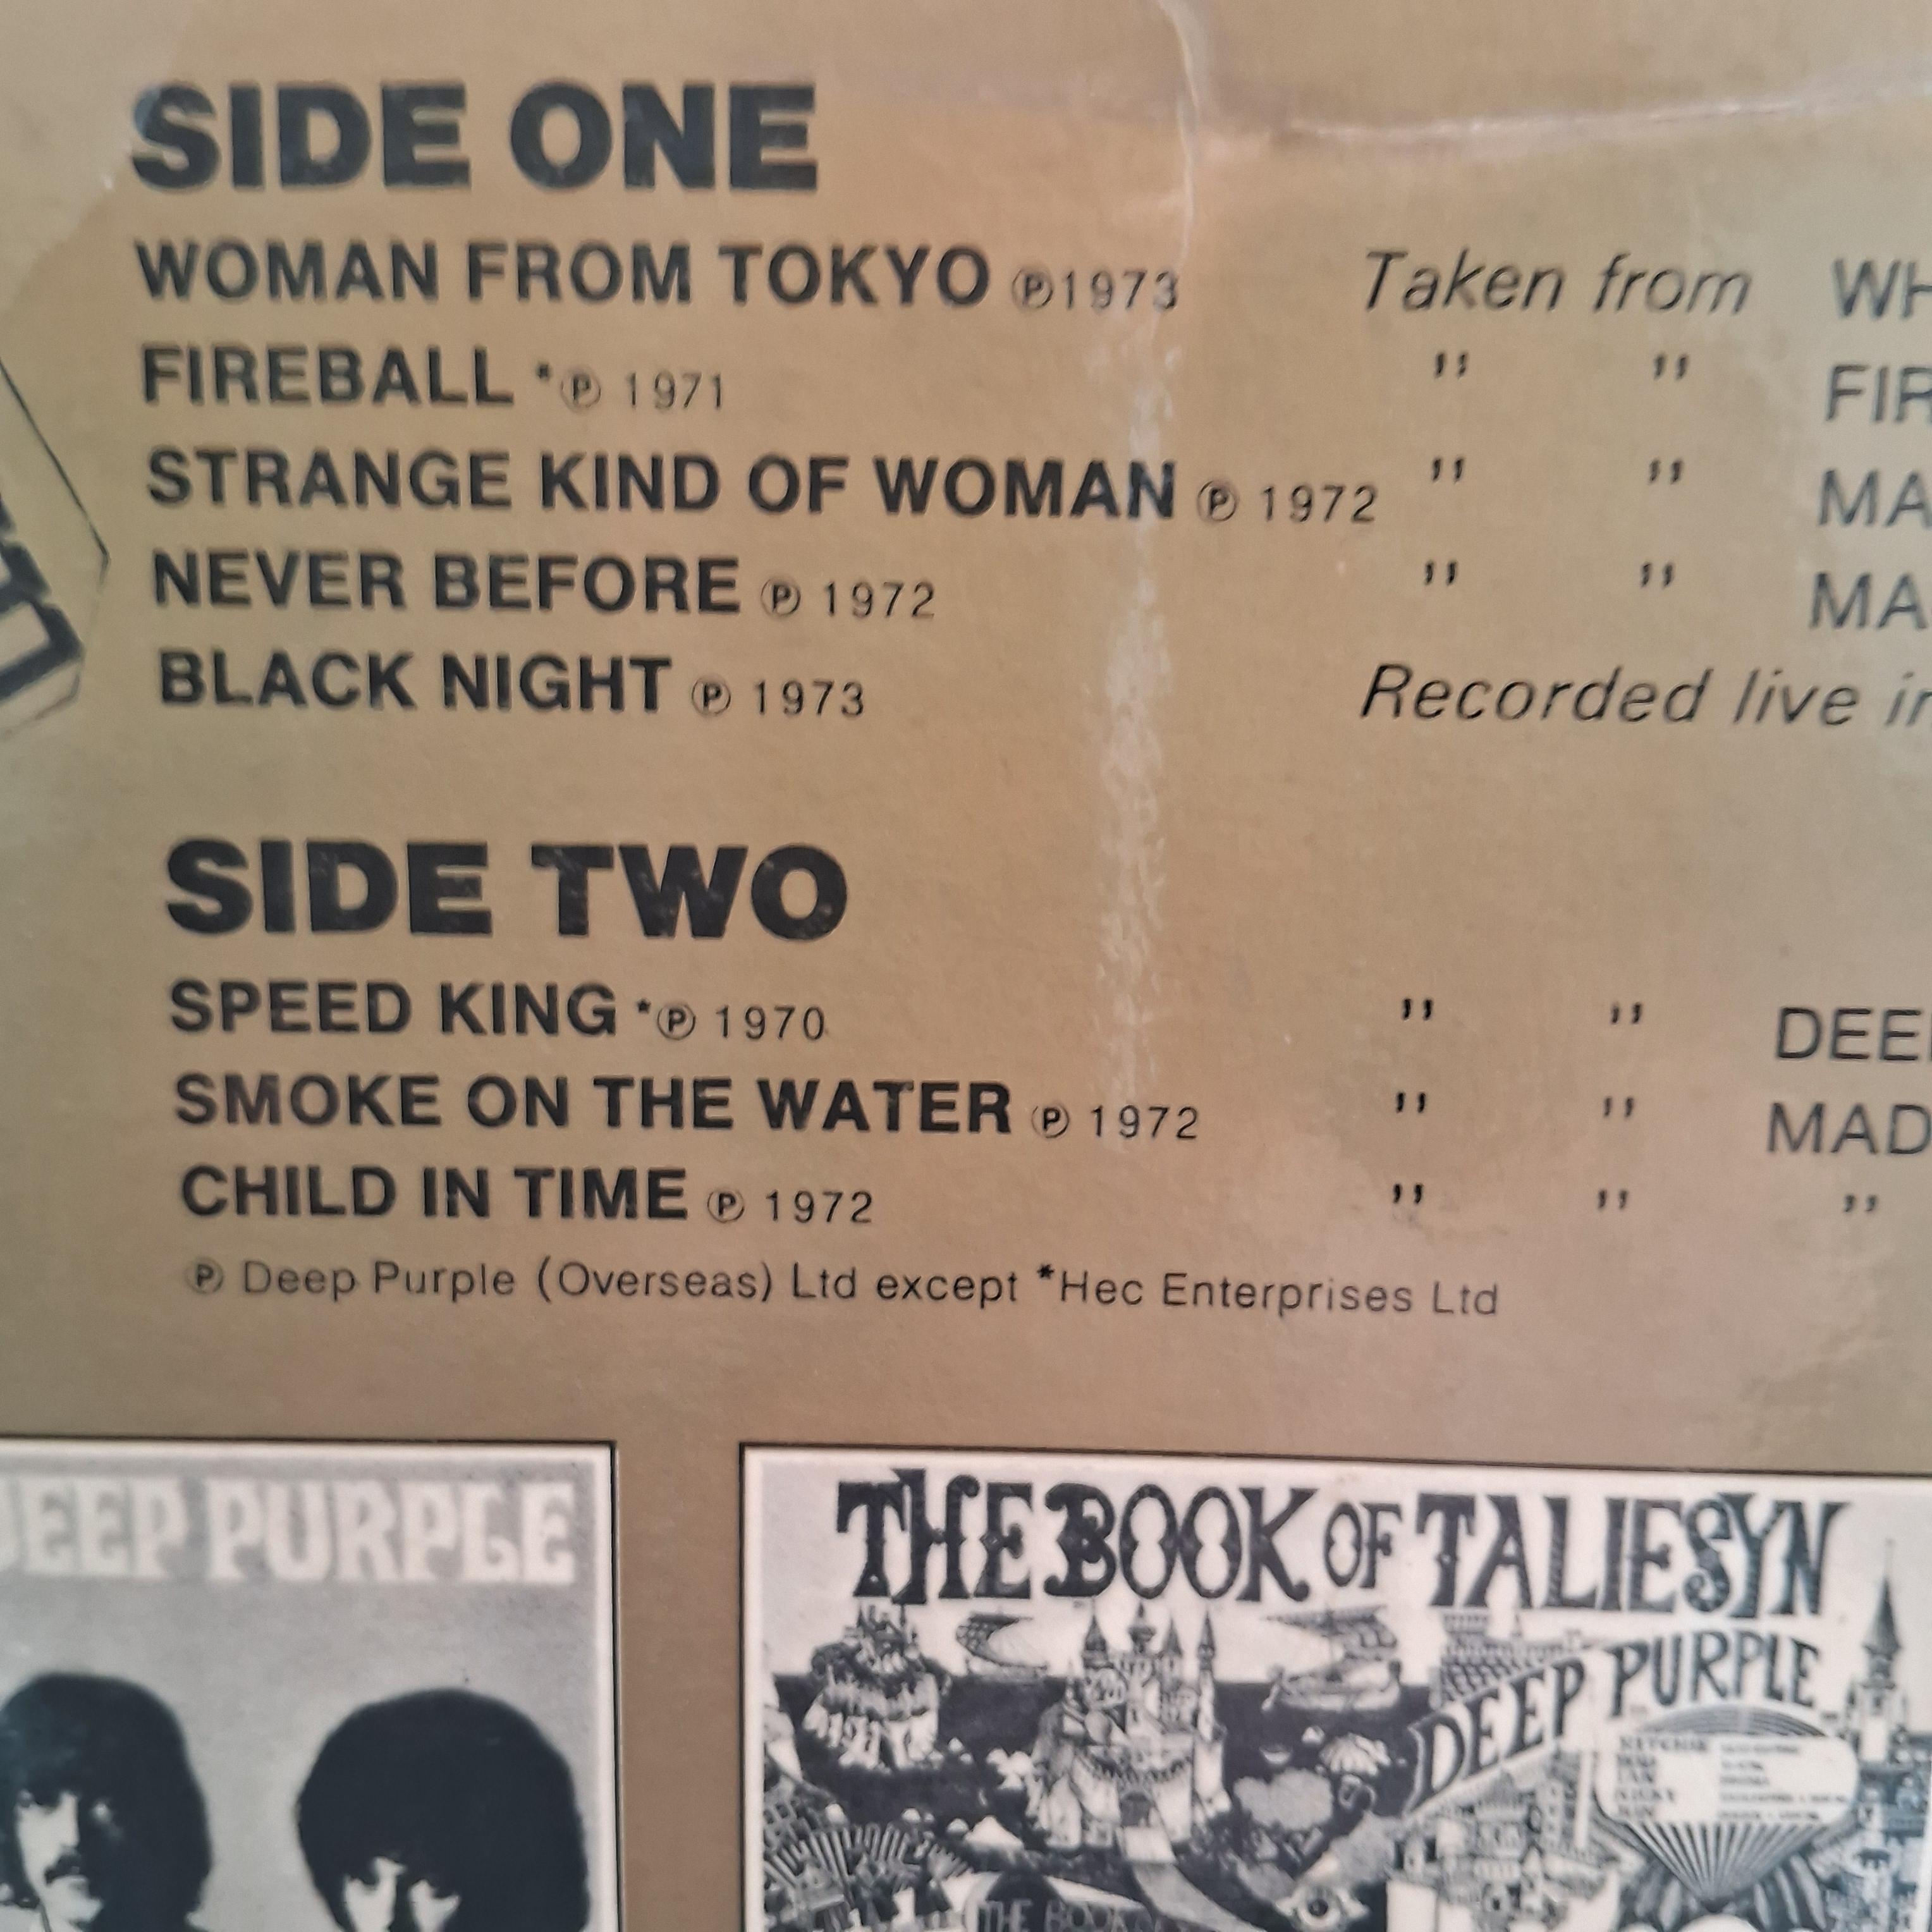 SIDE ONE
WOMAN FROM TOKYO ℗1973 Taken from WH
FIREBALL *℗ 1971 " " FIR
STRANGE KIND OF WOMAN ℗ 1972 " " MA
NEVER BEFORE ℗ 1972 " " MA
BLACK NIGHT ℗ 1973 Recorded live in
SIDE TWO
SPEED KING *℗ 1970 " " DEE
SMOKE ON THE WATER ℗ 1972 " " MAD
CHILD IN TIME ℗ 1972 " " "
℗ Deep Purple (Overseas) Ltd except *Hec Enterprises Ltd
DEEP PURPLE
THE BOOK OF TALIESYN
DEEP PURPLE
THE BOOK